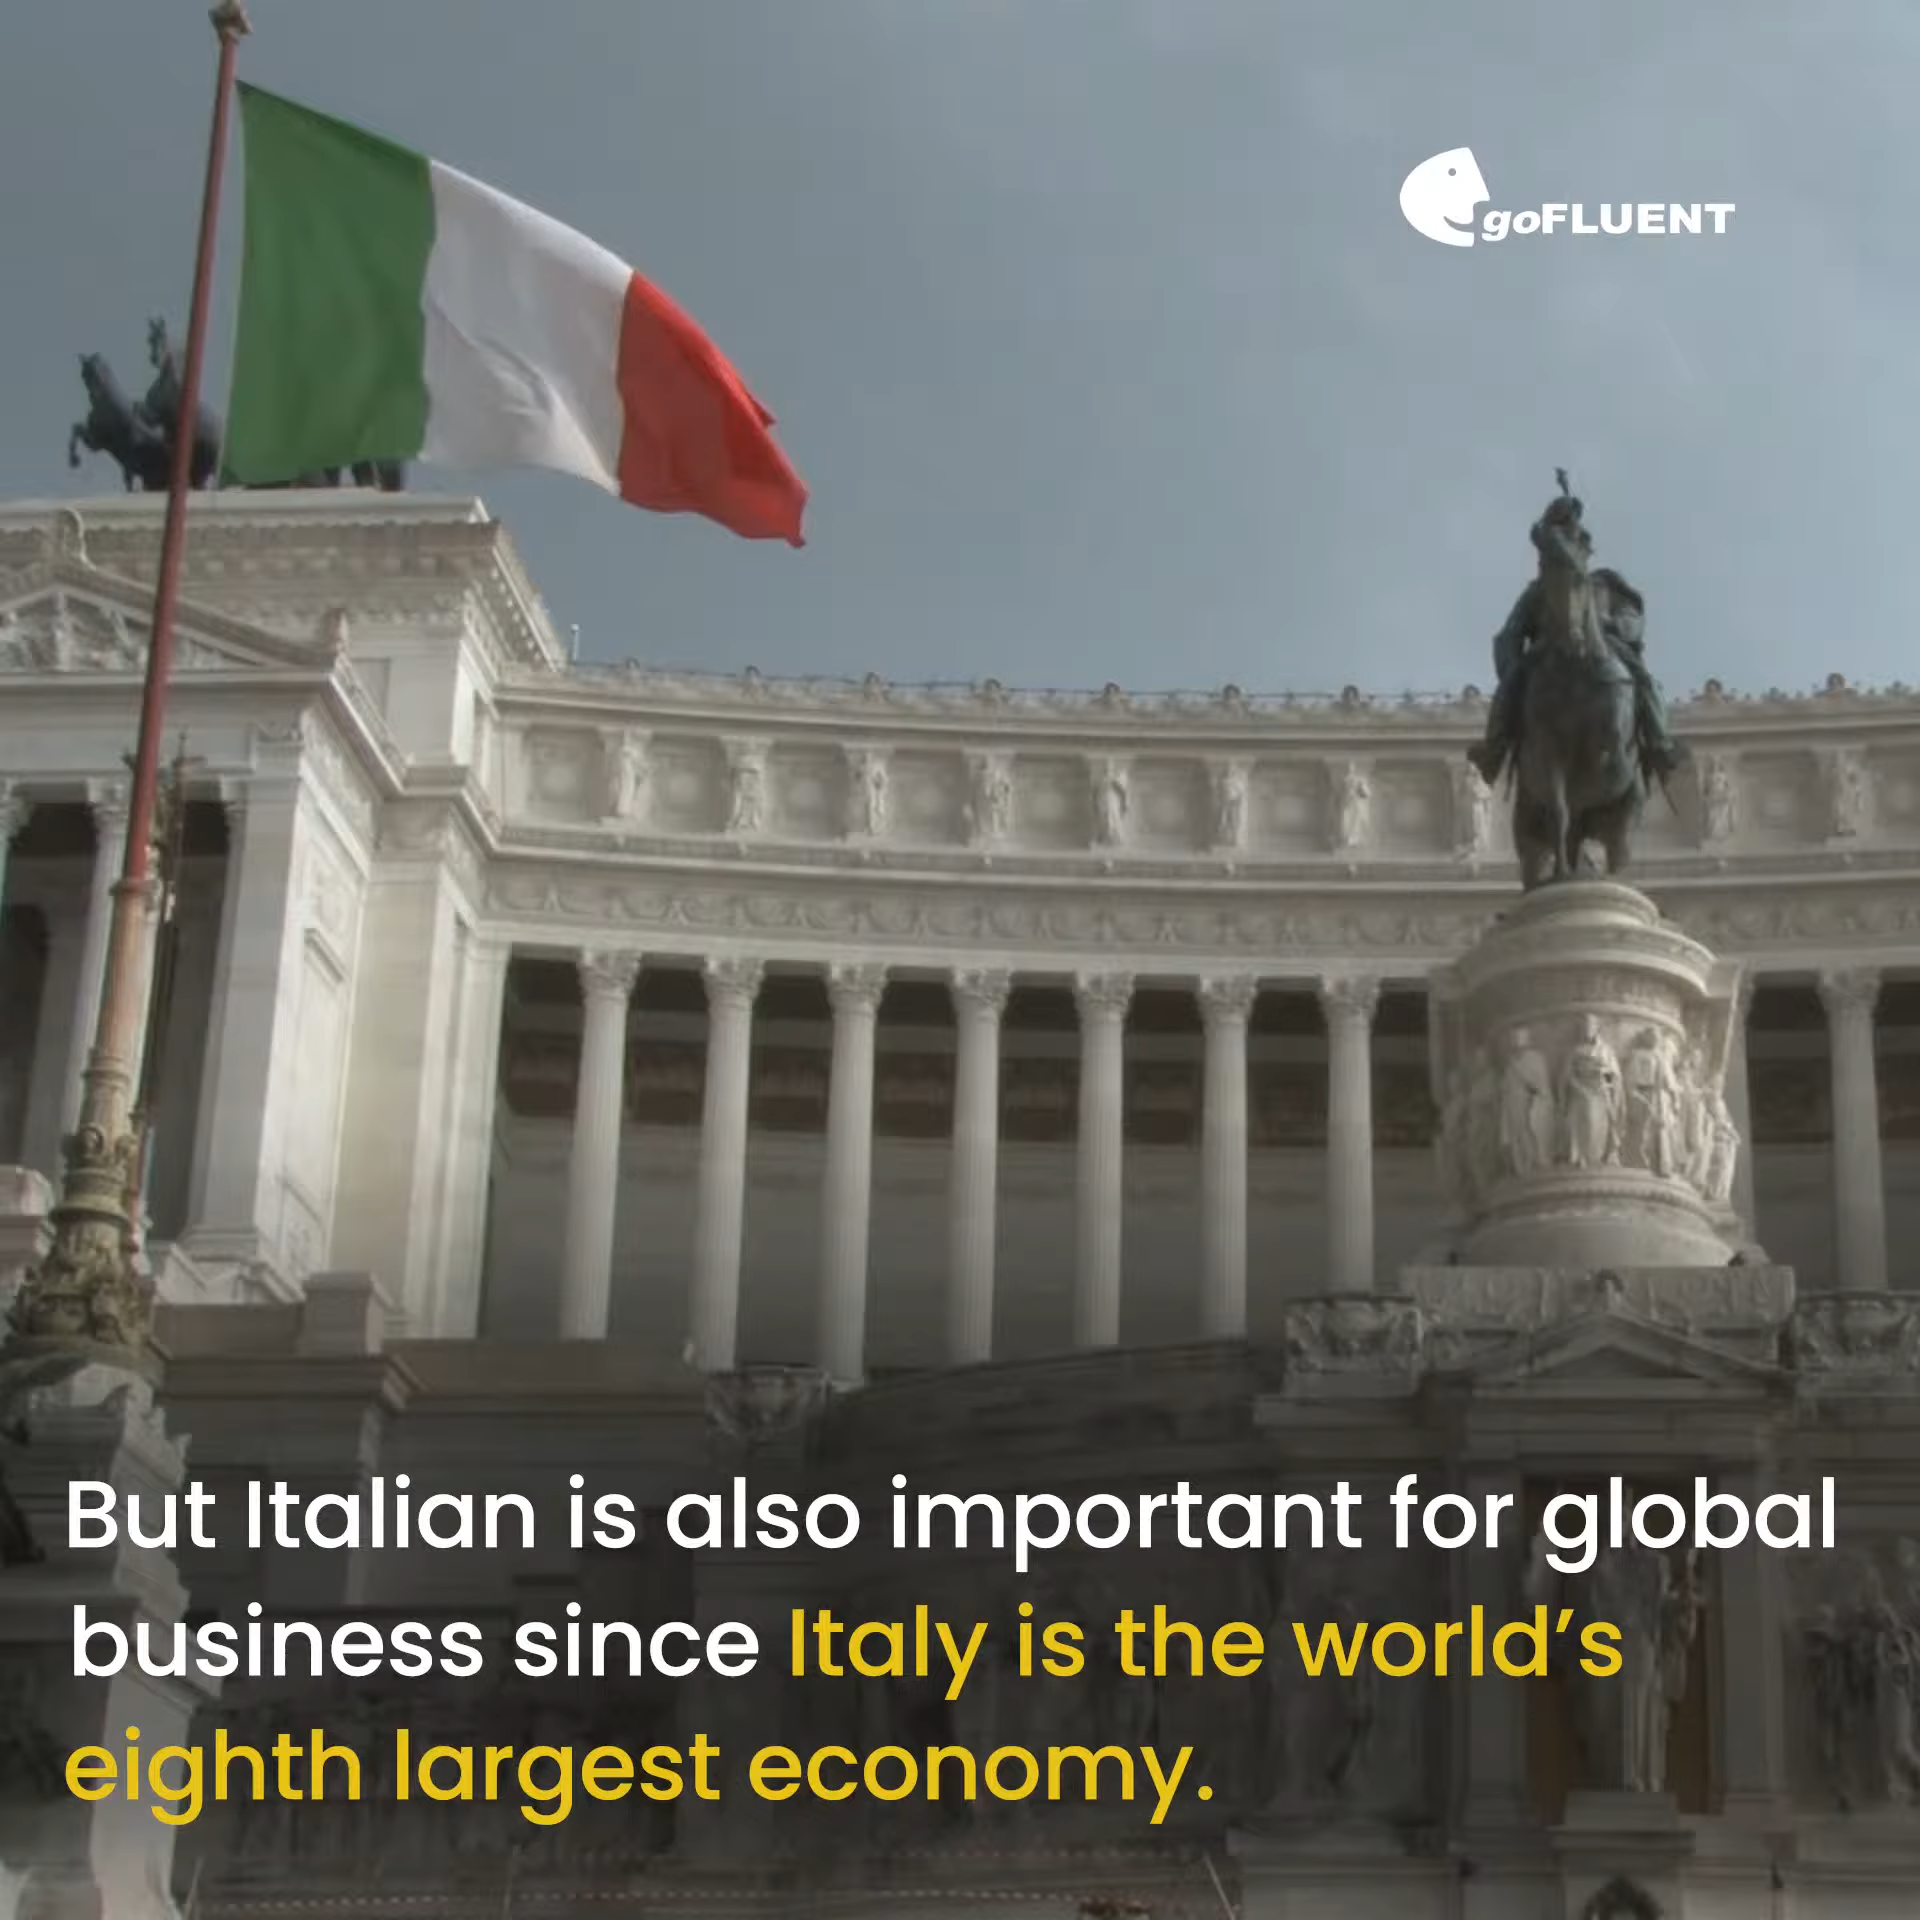 goFLUENT
But Italian is also important for global
business since Italy is the world’s
eighth largest economy.